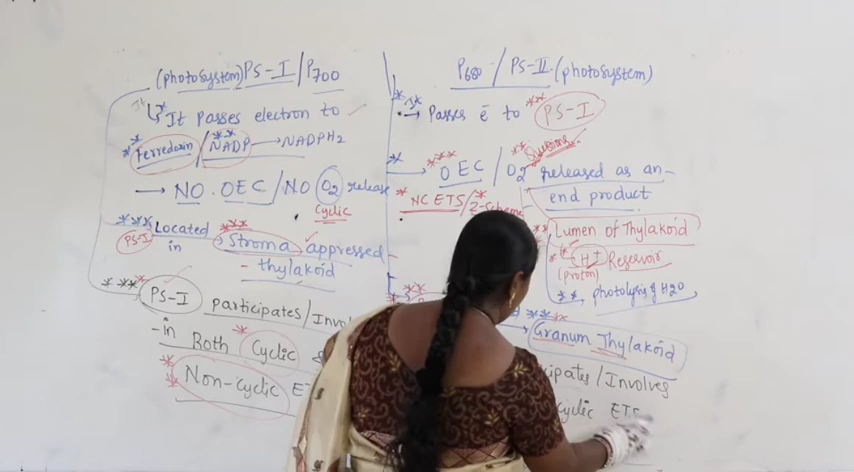 (photosystem) PS-I / P700
It passes electron to
Ferredoxin / NADP → NADPH2
→ NO OEC / NO O2 release
Cyclic
Located
PS-I in Stroma appressed
- thylakoid
PS-I participates / Invol
- in Both Cyclic &
Non-Cyclic ET
P680 / PS-II (photosystem)
It
→ Passes ē to PS-I
OEC / O2 released as an-
end product
NC ETS / Z-Scheme
Lumen of Thylakoid
(H+) Reservoir
(proton)
photolysis of H2O
Granum Thylakoid
cipates / Involves
cyclic ETS